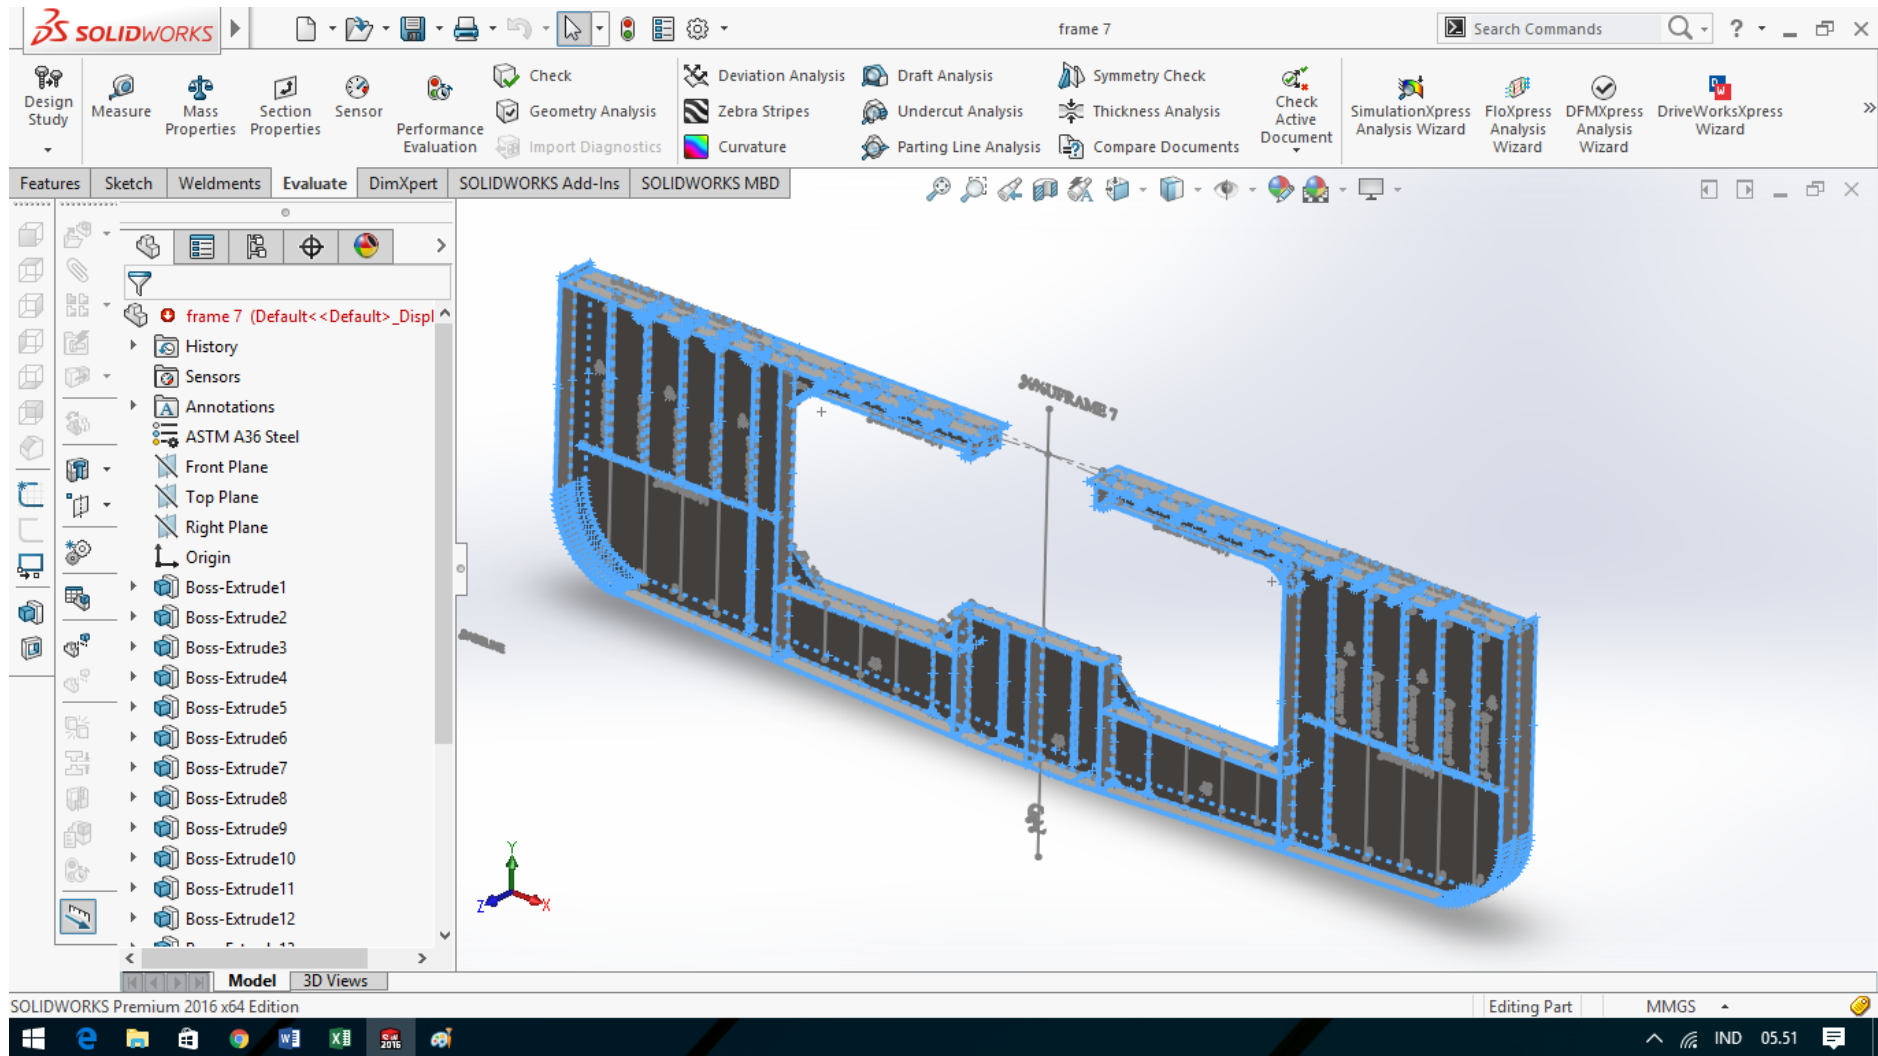 SOLIDWORKS
frame 7
Search Commands
?
Design Study
Measure
Mass Properties
Section Properties
Sensor
Performance Evaluation
Check
Geometry Analysis
Import Diagnostics
Deviation Analysis
Zebra Stripes
Curvature
Draft Analysis
Undercut Analysis
Parting Line Analysis
Symmetry Check
Thickness Analysis
Compare Documents
Check Active Document
SimulationXpress Analysis Wizard
FloXpress Analysis Wizard
DFMXpress Analysis Wizard
DriveWorksXpress Wizard
Features
Sketch
Weldments
Evaluate
DimXpert
SOLIDWORKS Add-Ins
SOLIDWORKS MBD
frame 7 (Default<<Default>_Displ
History
Sensors
Annotations
ASTM A36 Steel
Front Plane
Top Plane
Right Plane
Origin
Boss-Extrude1
Boss-Extrude2
Boss-Extrude3
Boss-Extrude4
Boss-Extrude5
Boss-Extrude6
Boss-Extrude7
Boss-Extrude8
Boss-Extrude9
Boss-Extrude10
Boss-Extrude11
Boss-Extrude12
FRAME 7
Y
Z
X
Model
3D Views
SOLIDWORKS Premium 2016 x64 Edition
Editing Part
MMGS
IND
05.51